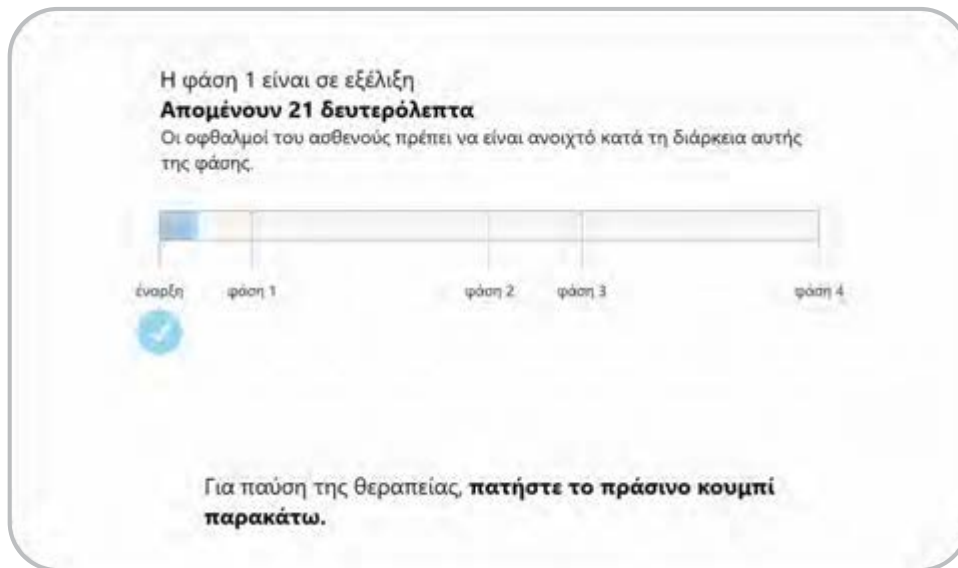 Η φάση 1 είναι σε εξέλιξη
Απομένουν 21 δευτερόλεπτα
Οι οφθαλμοί του ασθενούς πρέπει να είναι ανοιχτό κατά τη διάρκεια αυτής
της φάσης.
έναρξη φάση 1 φάση 2 φάση 3 φάση 4
Για παύση της θεραπείας, πατήστε το πράσινο κουμπί
παρακάτω.